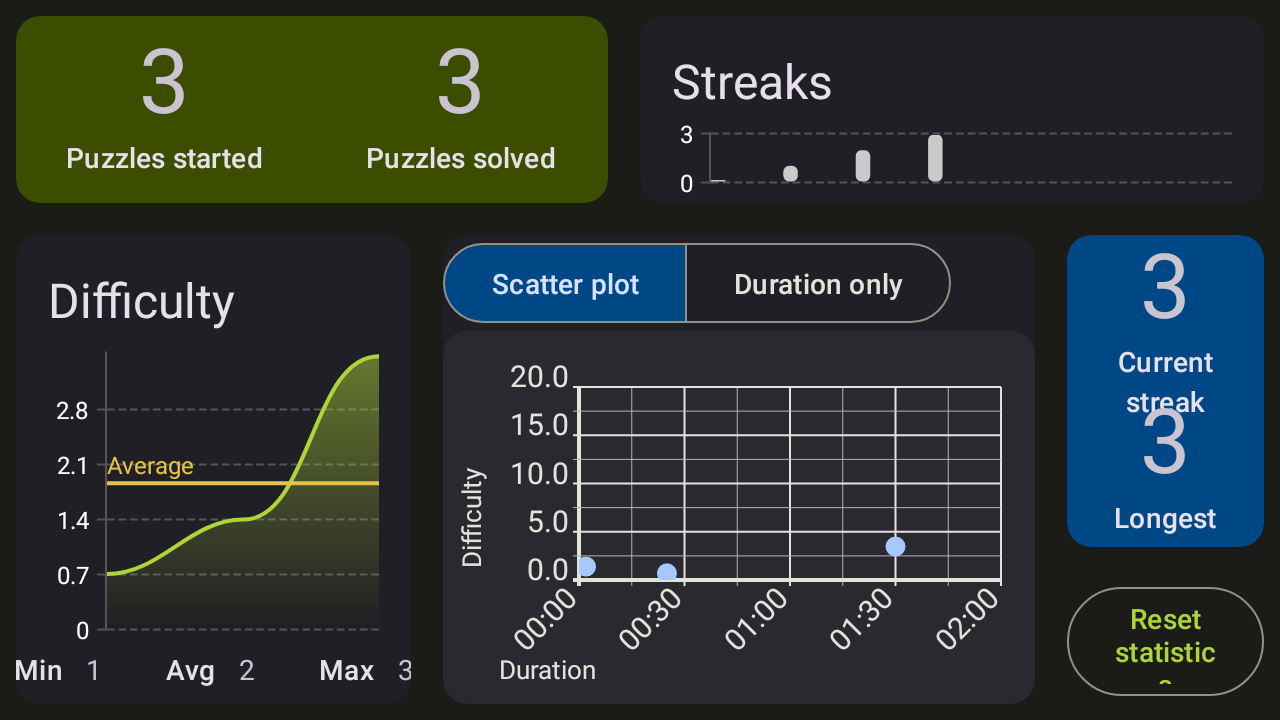 3
Puzzles started
3
Puzzles solved
Streaks
3
0
Difficulty
2.8
2.1
1.4
0.7
0
Average
Min 1
Avg 2
Max 3
Scatter plot
Duration only
20.0
15.0
10.0
5.0
0.0
Difficulty
00:00
00:30
01:00
01:30
02:00
Duration
3
Current
streak
3
Longest
Reset
statistic
s